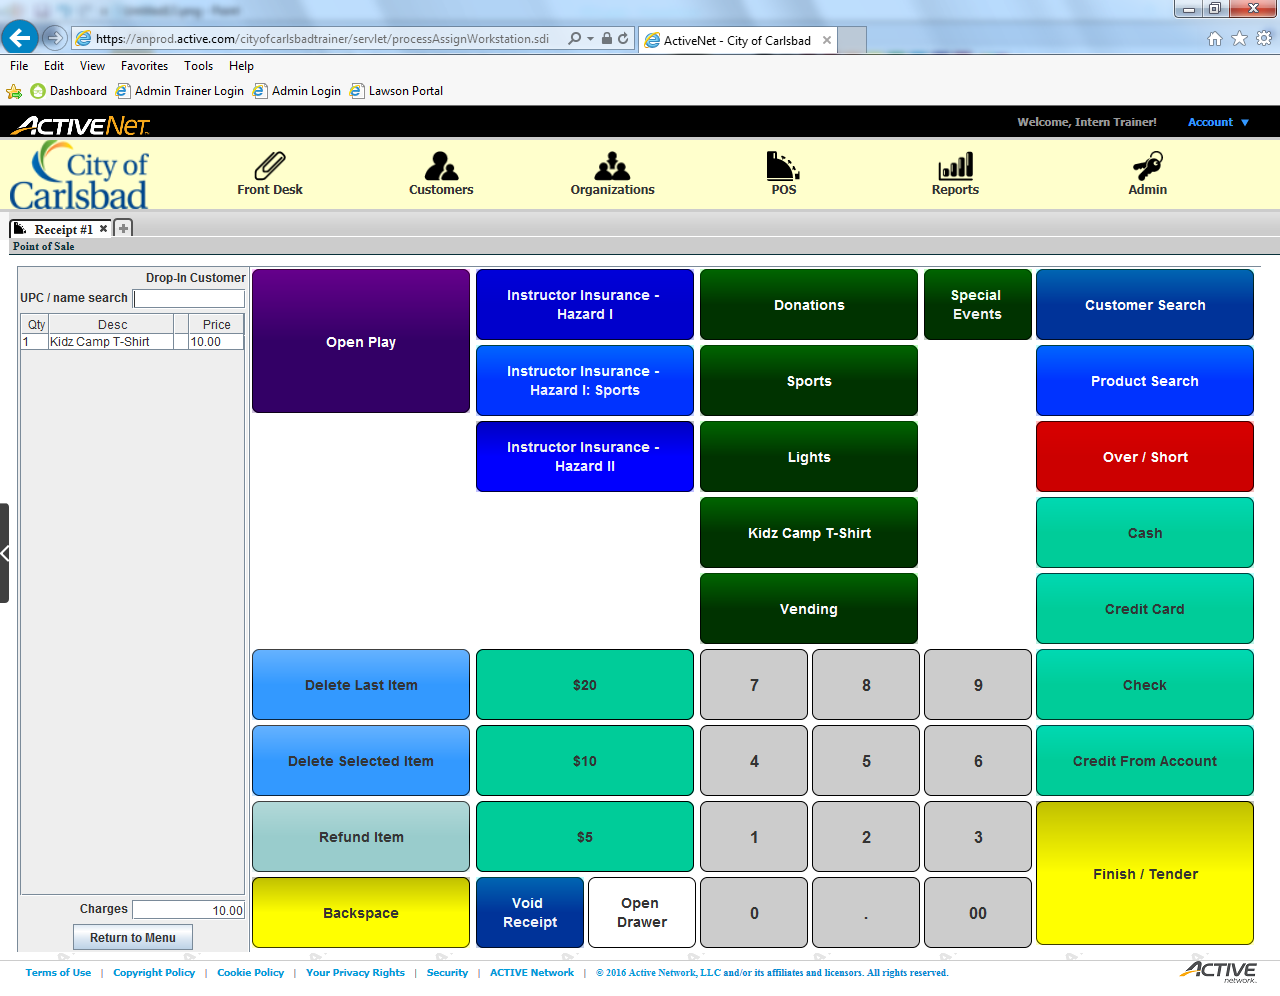 https://anprod.active.com/cityofcarlsbadtrainer/servlet/processAssignWorkstation.sdi
ActiveNet - City of Carlsbad
File Edit View Favorites Tools Help
Dashboard Admin Trainer Login Admin Login Lawson Portal
ACTIVENET
Welcome, Intern Trainer! Account
City of
Carlsbad
Front Desk Customers Organizations POS Reports Admin
Receipt #1
Point of Sale
Drop-In Customer
UPC / name search
Qty Desc Price
1 Kidz Camp T-Shirt 10.00
Charges 10.00
Return to Menu
Open Play
Instructor Insurance -
Hazard I
Donations
Special
Events
Customer Search
Instructor Insurance -
Hazard I: Sports
Sports
Product Search
Instructor Insurance -
Hazard II
Lights
Over / Short
Kidz Camp T-Shirt
Cash
Vending
Credit Card
Delete Last Item $20 7 8 9 Check
Delete Selected Item $10 4 5 6 Credit From Account
Refund Item $5 1 2 3
Finish / Tender
Backspace
Void
Receipt
Open
Drawer
0 . 00
Terms of Use | Copyright Policy | Cookie Policy | Your Privacy Rights | Security | ACTIVE Network | © 2016 Active Network, LLC and/or its affiliates and licensors. All rights reserved.
ACTIVE
network